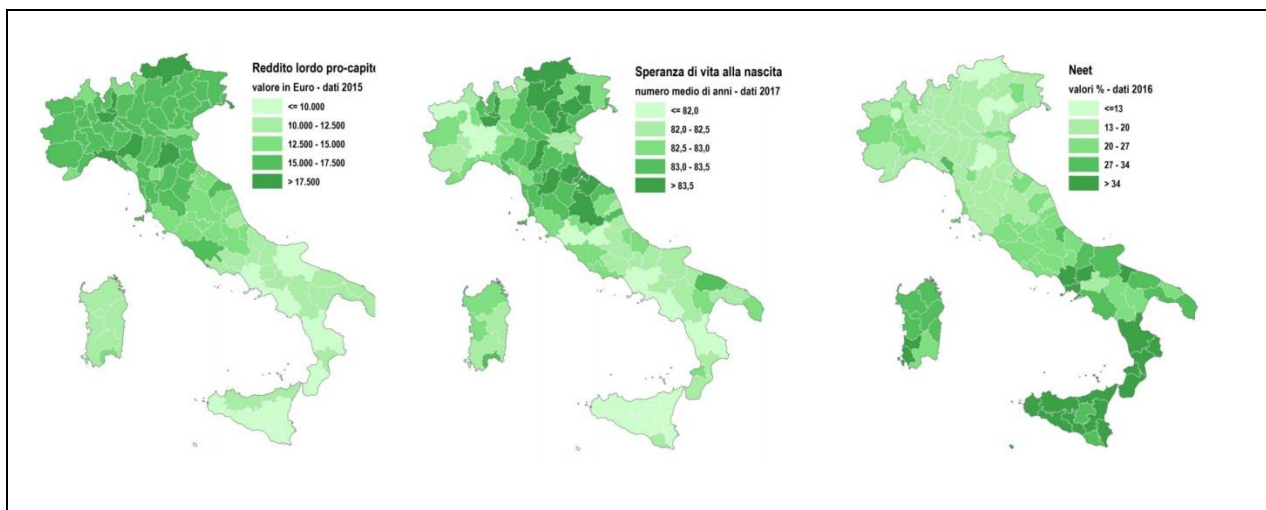 Reddito lordo pro-capite
valore in Euro - dati 2015
<= 10.000
10.000 - 12.500
12.500 - 15.000
15.000 - 17.500
> 17.500
Speranza di vita alla nascita
numero medio di anni - dati 2017
<= 82,0
82,0 - 82,5
82,5 - 83,0
83,0 - 83,5
> 83,5
Neet
valori % - dati 2016
<=13
13 - 20
20 - 27
27 - 34
> 34